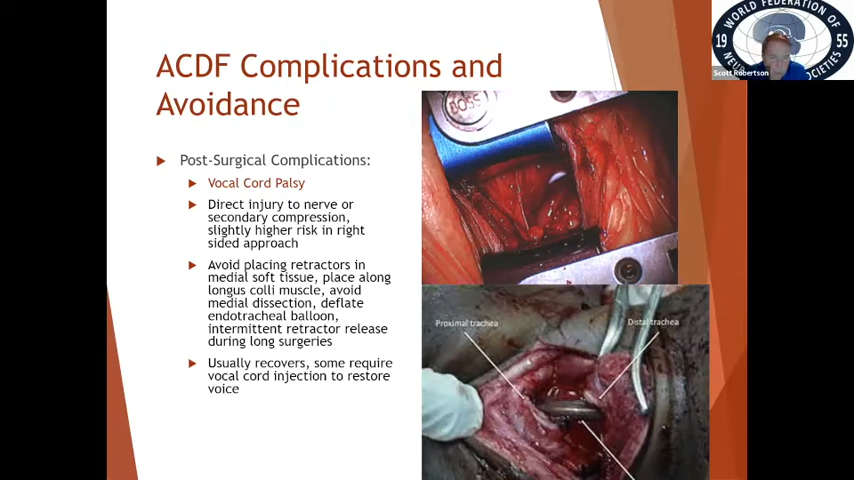 ACDF Complications and
Avoidance
Post-Surgical Complications:
Vocal Cord Palsy
Direct injury to nerve or
secondary compression,
slightly higher risk in right
sided approach
Avoid placing retractors in
medial soft tissue, place along
longus colli muscle, avoid
medial dissection, deflate
endotracheal balloon,
intermittent retractor release
during long surgeries
Usually recovers, some require
vocal cord injection to restore
voice
BOSS
Proximal trachea
Distal trachea
WORLD FEDERATION OF
19 55
SOCIETIES
Scott Robertson